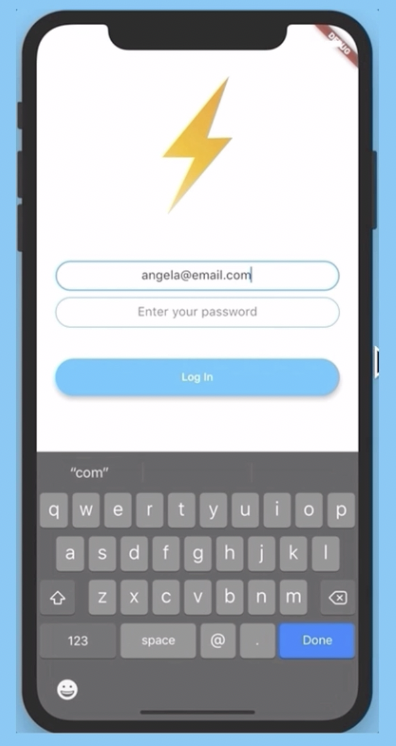 DEBUG
angela@email.com
Enter your password
Log In
“com”
q w e r t y u i o p
a s d f g h j k l
z x c v b n m
123 space @ . Done